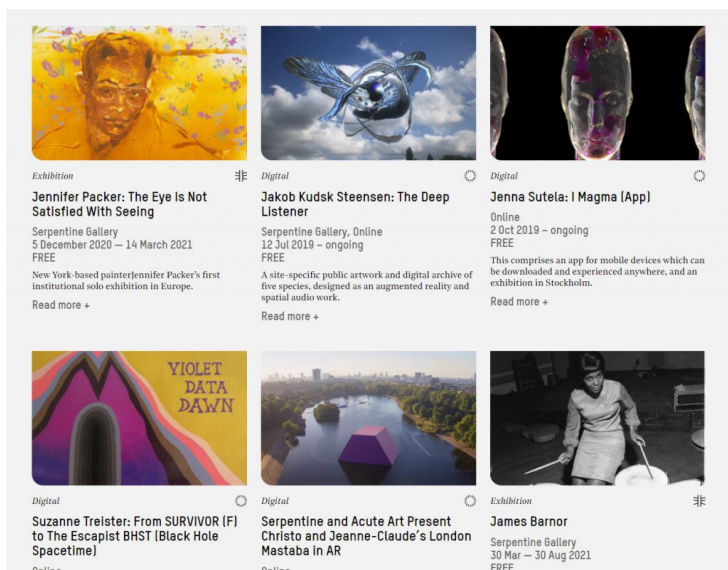 Exhibition
Jennifer Packer: The Eye Is Not
Satisfied With Seeing
Serpentine Gallery
5 December 2020 — 14 March 2021
FREE
New York-based painterJennifer Packer's first
institutional solo exhibition in Europe.
Read more +
Digital
Jakob Kudsk Steensen: The Deep
Listener
Serpentine Gallery, Online
12 Jul 2019 – ongoing
FREE
A site-specific public artwork and digital archive of
five species, designed as an augmented reality and
spatial audio work.
Read more +
Digital
Jenna Sutela: I Magma (App)
Online
2 Oct 2019 – ongoing
FREE
This comprises an app for mobile devices which can
be downloaded and experienced anywhere, and an
exhibition in Stockholm.
Read more +
VIOLET
DATA
DAWN
Digital
Suzanne Treister: From SURVIVOR (F)
to The Escapist BHST (Black Hole
Spacetime)
Online
Digital
Serpentine and Acute Art Present
Christo and Jeanne-Claude's London
Mastaba in AR
Online
Exhibition
James Barnor
Serpentine Gallery
30 Mar — 30 Aug 2021
FREE